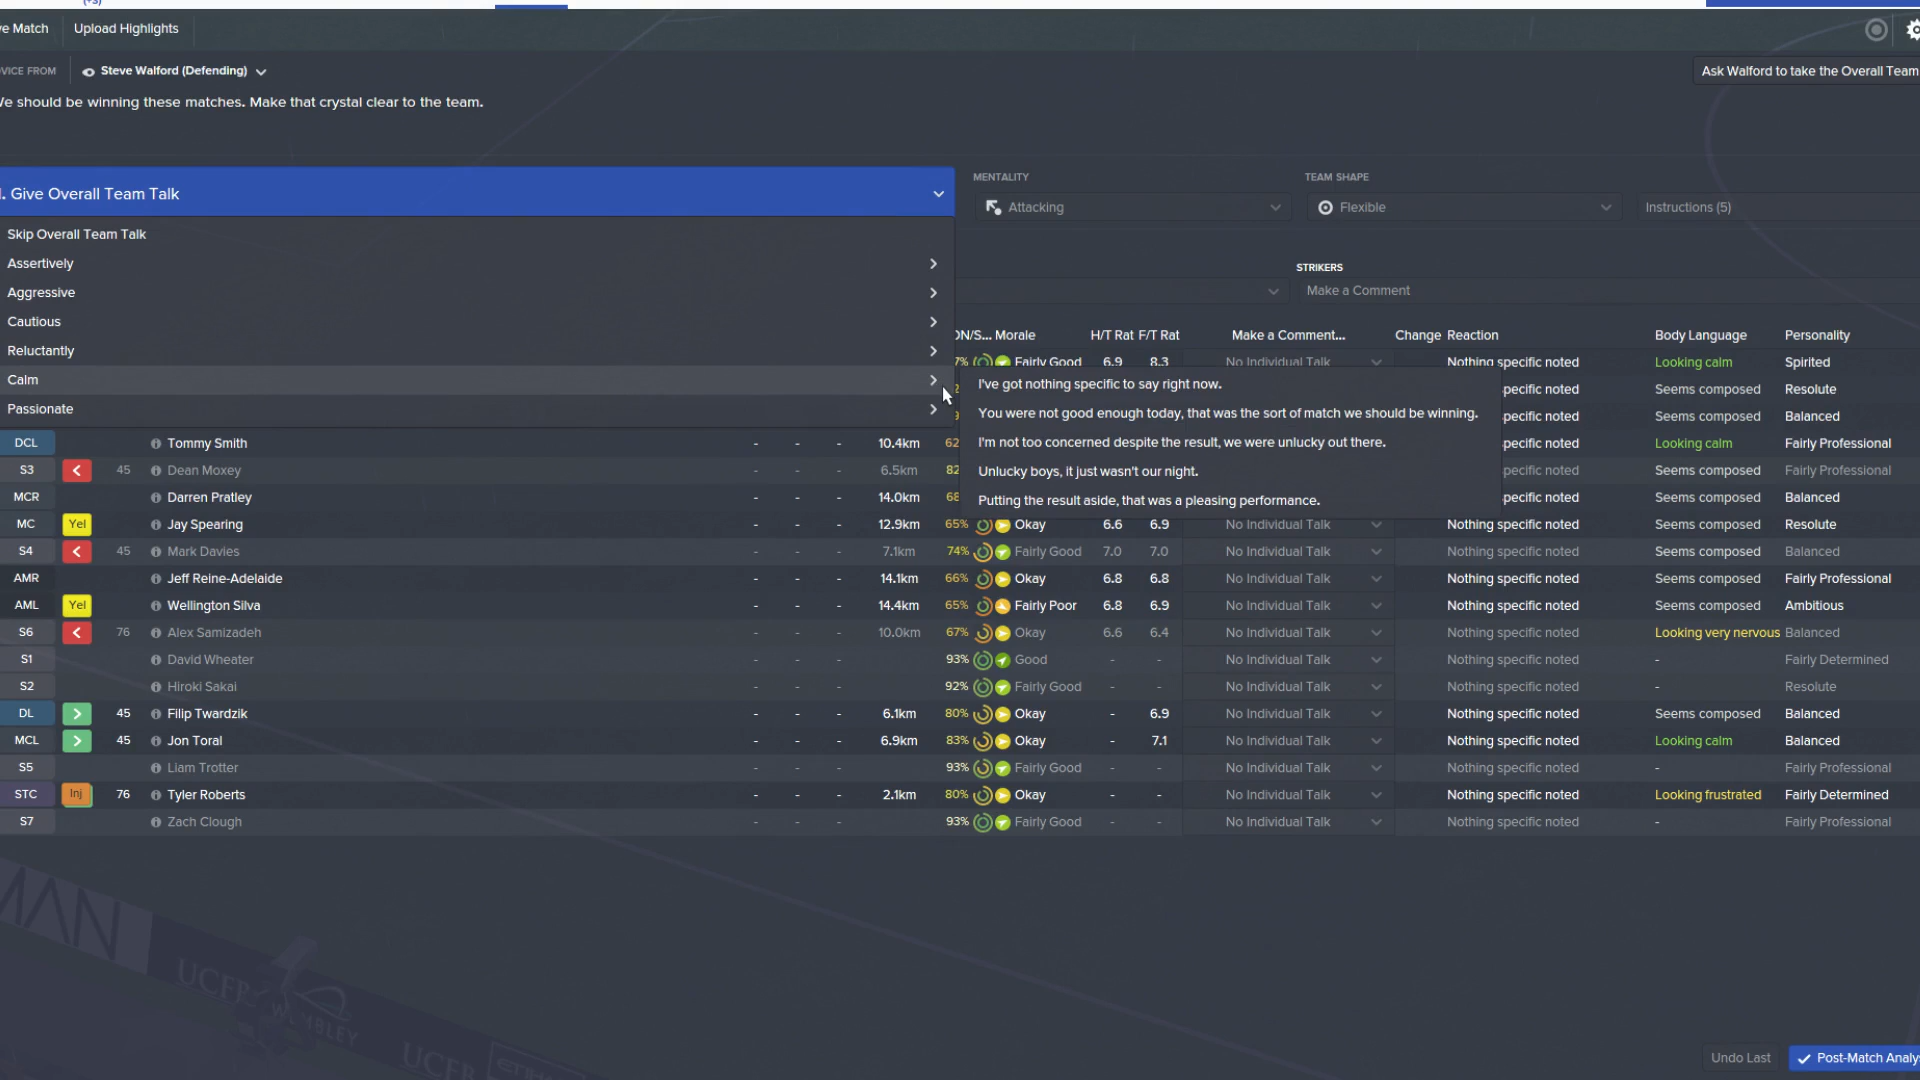 (+3)
ve Match Upload Highlights
VICE FROM Steve Walford (Defending) Ask Walford to take the Overall Team
We should be winning these matches. Make that crystal clear to the team.
MENTALITY TEAM SHAPE
. Give Overall Team Talk Attacking Flexible Instructions (5)
Skip Overall Team Talk
Assertively STRIKERS
Aggressive Make a Comment
Cautious
ON/S... Morale H/T Rat F/T Rat Make a Comment... Change Reaction Body Language Personality
Reluctantly 7% Fairly Good 6.9 8.3 No Individual Talk Nothing specific noted Looking calm Spirited
Calm I've got nothing specific to say right now. pecific noted Seems composed Resolute
Passionate You were not good enough today, that was the sort of match we should be winning. pecific noted Seems composed Balanced
DCL Tommy Smith - - - 10.4km 62 I'm not too concerned despite the result, we were unlucky out there. pecific noted Looking calm Fairly Professional
S3 < 45 Dean Moxey - - - 6.5km 82 Unlucky boys, it just wasn't our night. pecific noted Seems composed Fairly Professional
MCR Darren Pratley - - - 14.0km 68 Putting the result aside, that was a pleasing performance. pecific noted Seems composed Balanced
MC Yel Jay Spearing - - - 12.9km 65% Okay 6.6 6.9 No Individual Talk Nothing specific noted Seems composed Resolute
S4 < 45 Mark Davies - - - 7.1km 74% Fairly Good 7.0 7.0 No Individual Talk Nothing specific noted Seems composed Balanced
AMR Jeff Reine-Adelaide - - - 14.1km 66% Okay 6.8 6.8 No Individual Talk Nothing specific noted Seems composed Fairly Professional
AML Yel Wellington Silva - - - 14.4km 65% Fairly Poor 6.8 6.9 No Individual Talk Nothing specific noted Seems composed Ambitious
S6 < 76 Alex Samizadeh - - - 10.0km 67% Okay 6.6 6.4 No Individual Talk Nothing specific noted Looking very nervous Balanced
S1 David Wheater - - - 93% Good - - No Individual Talk Nothing specific noted - Fairly Determined
S2 Hiroki Sakai - - - 92% Fairly Good - - No Individual Talk Nothing specific noted - Resolute
DL > 45 Filip Twardzik - - - 6.1km 80% Okay - 6.9 No Individual Talk Nothing specific noted Seems composed Balanced
MCL > 45 Jon Toral - - - 6.9km 83% Okay - 7.1 No Individual Talk Nothing specific noted Looking calm Balanced
S5 Liam Trotter - - - 93% Fairly Good - - No Individual Talk Nothing specific noted - Fairly Professional
STC Inj 76 Tyler Roberts - - - 2.1km 80% Okay - - No Individual Talk Nothing specific noted Looking frustrated Fairly Determined
S7 Zach Clough - - - 93% Fairly Good - - No Individual Talk Nothing specific noted - Fairly Professional
MAN
UCFB
WEMBLEY
UCFB
Undo Last Post-Match Analys